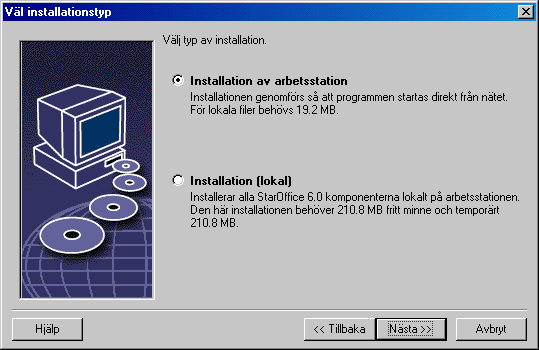 Väl installationstyp
Välj typ av installation.
Installation av arbetsstation
Installationen genomförs så att programmen startas direkt från nätet.
För lokala filer behövs 19.2 MB.
Installation (lokal)
Installerar alla StarOffice 6.0 komponenterna lokalt på arbetsstationen.
Den här installationen behöver 210.8 MB fritt minne och temporärt
210.8 MB.
Hjälp
<< Tillbaka
Nästa >>
Avbryt